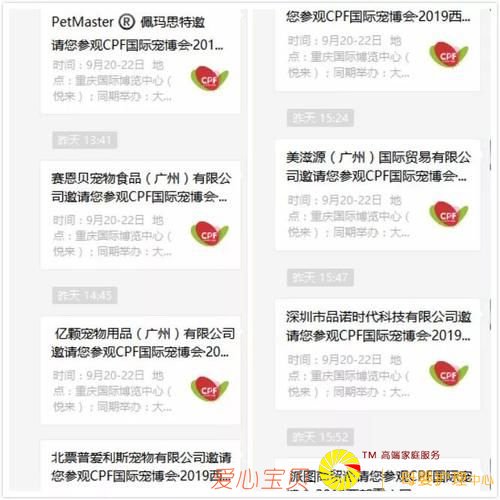 PetMaster ® 佩玛思特邀
请您参观CPF国际宠博会·201...
时间：9月20-22日 地
点：重庆国际博览中心（
悦来）；同期举办：大...
CPF
昨天 13:41
赛恩贝宠物食品（广州）有限公
司邀请您参观CPF国际宠博会·...
时间：9月20-22日 地
点：重庆国际博览中心（
悦来）；同期举办：大...
CPF
昨天 14:45
亿颗宠物用品（广州）有限公司
邀请您参观CPF国际宠博会·20...
时间：9月20-22日 地
点：重庆国际博览中心（
悦来）；同期举办：大...
CPF
北票普爱利斯宠物有限公司邀
请您参观CPF国际宠博会·2019西
您参观CPF国际宠博会·2019西...
时间：9月20-22日 地
点：重庆国际博览中心（
悦来）；同期举办：大...
CPF
昨天 15:24
美滋源（广州）国际贸易有限公
司邀请您参观CPF国际宠博会·...
时间：9月20-22日 地
点：重庆国际博览中心（
悦来）；同期举办：大...
CPF
昨天 15:47
深圳市品诺时代科技有限公司邀
请您参观CPF国际宠博会·2019...
时间：9月20-22日 地
点：重庆国际博览中心（
悦来）；同期举办：大...
CPF
昨天 15:52
派图商贸邀请您参观CPF国际宠
TM 高端家庭服务
爱心宝贝